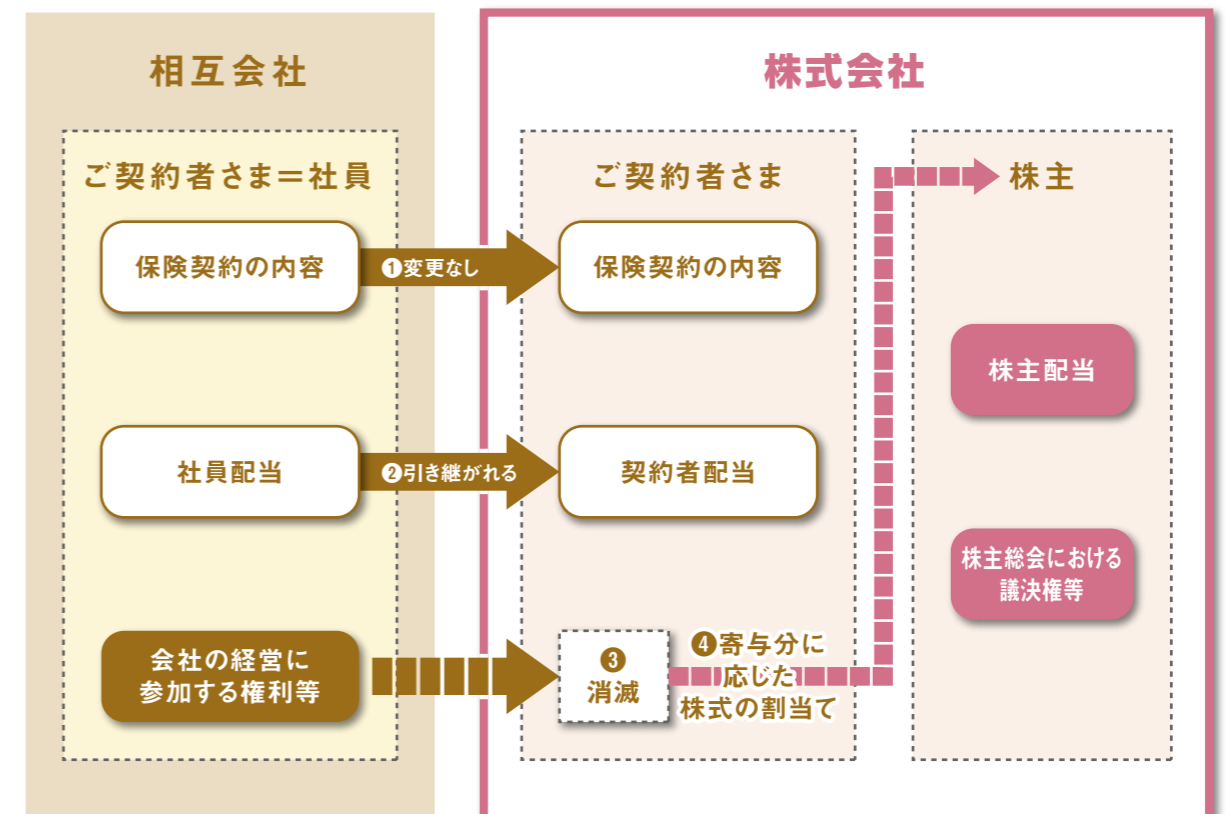 相互会社
ご契約者さま＝社員
保険契約の内容
❶変更なし
社員配当
❷引き継がれる
会社の経営に
参加する権利等
株式会社
ご契約者さま
保険契約の内容
契約者配当
❸
消滅
❹寄与分に
応じた
株式の割当て
株主
株主配当
株主総会における
議決権等